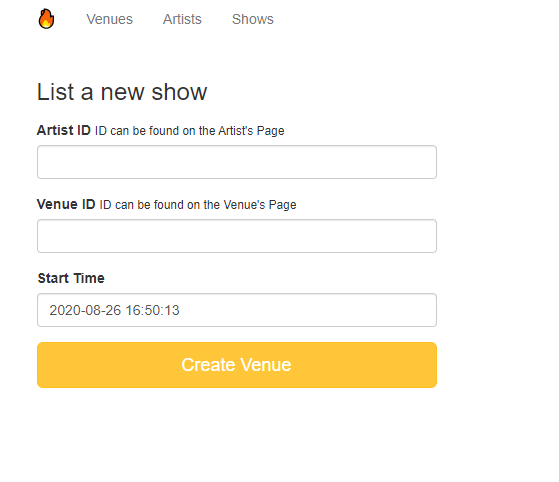 Venues Artists Shows
List a new show
Artist ID ID can be found on the Artist's Page
Venue ID ID can be found on the Venue's Page
Start Time
2020-08-26 16:50:13
Create Venue